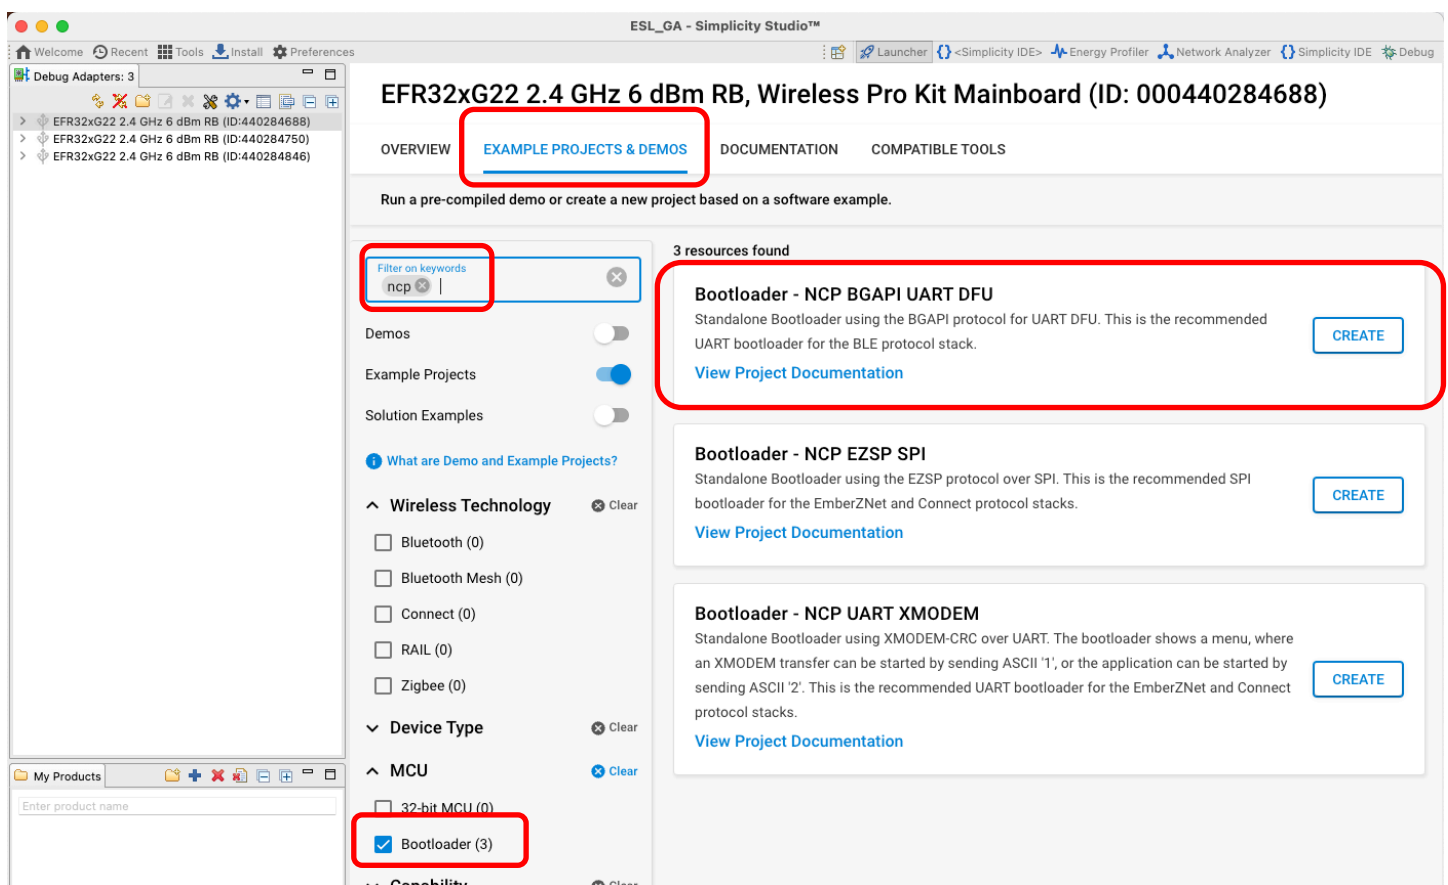 ESL_GA - Simplicity Studio™
Welcome Recent Tools Install Preferences
Launcher <Simplicity IDE> Energy Profiler Network Analyzer Simplicity IDE Debug
Debug Adapters: 3
EFR32xG22 2.4 GHz 6 dBm RB (ID:440284688)
EFR32xG22 2.4 GHz 6 dBm RB (ID:440284750)
EFR32xG22 2.4 GHz 6 dBm RB (ID:440284846)
My Products
Enter product name
EFR32xG22 2.4 GHz 6 dBm RB, Wireless Pro Kit Mainboard (ID: 000440284688)
OVERVIEW EXAMPLE PROJECTS & DEMOS DOCUMENTATION COMPATIBLE TOOLS
Run a pre-compiled demo or create a new project based on a software example.
Filter on keywords
ncp
Demos
Example Projects
Solution Examples
What are Demo and Example Projects?
Wireless Technology Clear
Bluetooth (0)
Bluetooth Mesh (0)
Connect (0)
RAIL (0)
Zigbee (0)
Device Type Clear
MCU Clear
32-bit MCU (0)
Bootloader (3)
Capability Clear
3 resources found
Bootloader - NCP BGAPI UART DFU
Standalone Bootloader using the BGAPI protocol for UART DFU. This is the recommended
UART bootloader for the BLE protocol stack.
View Project Documentation
CREATE
Bootloader - NCP EZSP SPI
Standalone Bootloader using the EZSP protocol over SPI. This is the recommended SPI
bootloader for the EmberZNet and Connect protocol stacks.
View Project Documentation
CREATE
Bootloader - NCP UART XMODEM
Standalone Bootloader using XMODEM-CRC over UART. The bootloader shows a menu, where
an XMODEM transfer can be started by sending ASCII '1', or the application can be started by
sending ASCII '2'. This is the recommended UART bootloader for the EmberZNet and Connect
protocol stacks.
View Project Documentation
CREATE